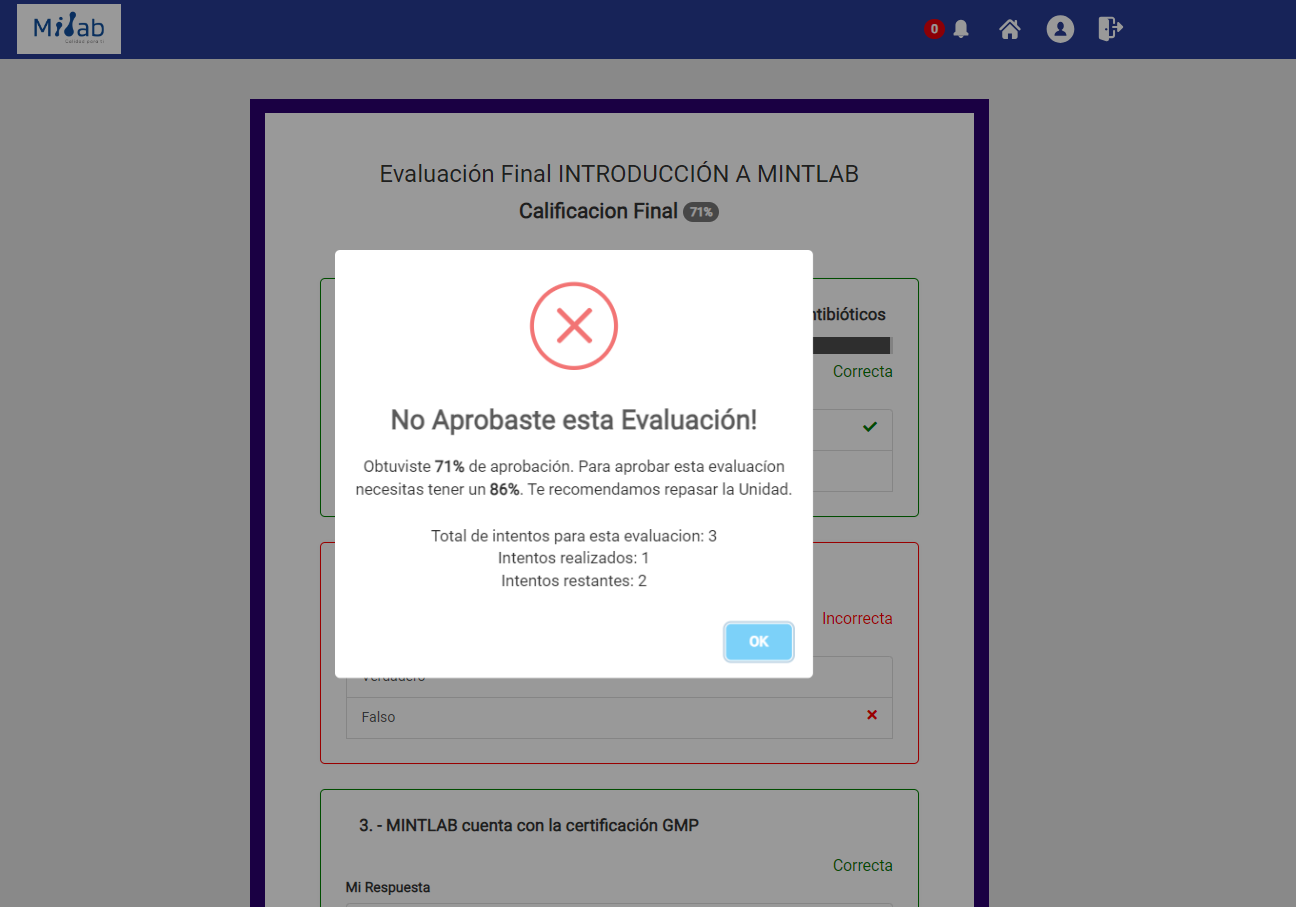 Milab
0
Evaluación Final INTRODUCCIÓN A MINTLAB
Calificacion Final 71%
ntibióticos
Correcta
No Aprobaste esta Evaluación!
Obtuviste 71% de aprobación. Para aprobar esta evaluacíon
necesitas tener un 86%. Te recomendamos repasar la Unidad.
Total de intentos para esta evaluacion: 3
Intentos realizados: 1
Intentos restantes: 2
OK
Incorrecta
Verdadero
Falso
3. - MINTLAB cuenta con la certificación GMP
Correcta
Mi Respuesta